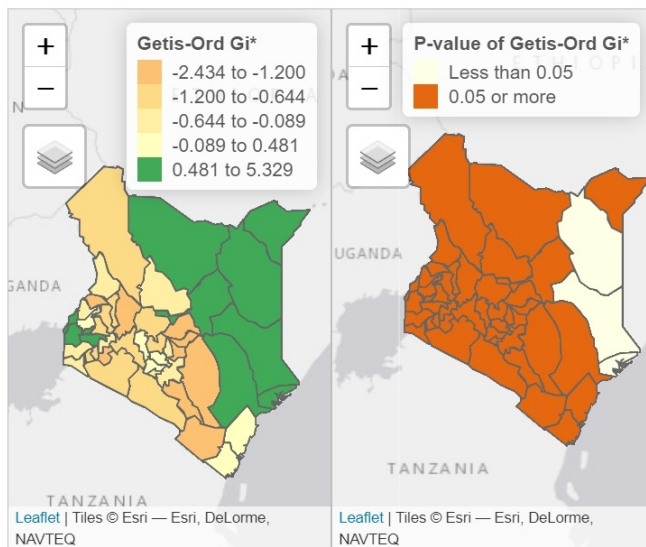 +
−
Getis-Ord Gi*
-2.434 to -1.200
-1.200 to -0.644
-0.644 to -0.089
-0.089 to 0.481
0.481 to 5.329
UGANDA
TANZANIA
Leaflet | Tiles © Esri — Esri, DeLorme,
NAVTEQ
+
−
P-value of Getis-Ord Gi*
Less than 0.05
0.05 or more
ETHIOPIA
UGANDA
TANZANIA
Leaflet | Tiles © Esri — Esri, DeLorme,
NAVTEQ